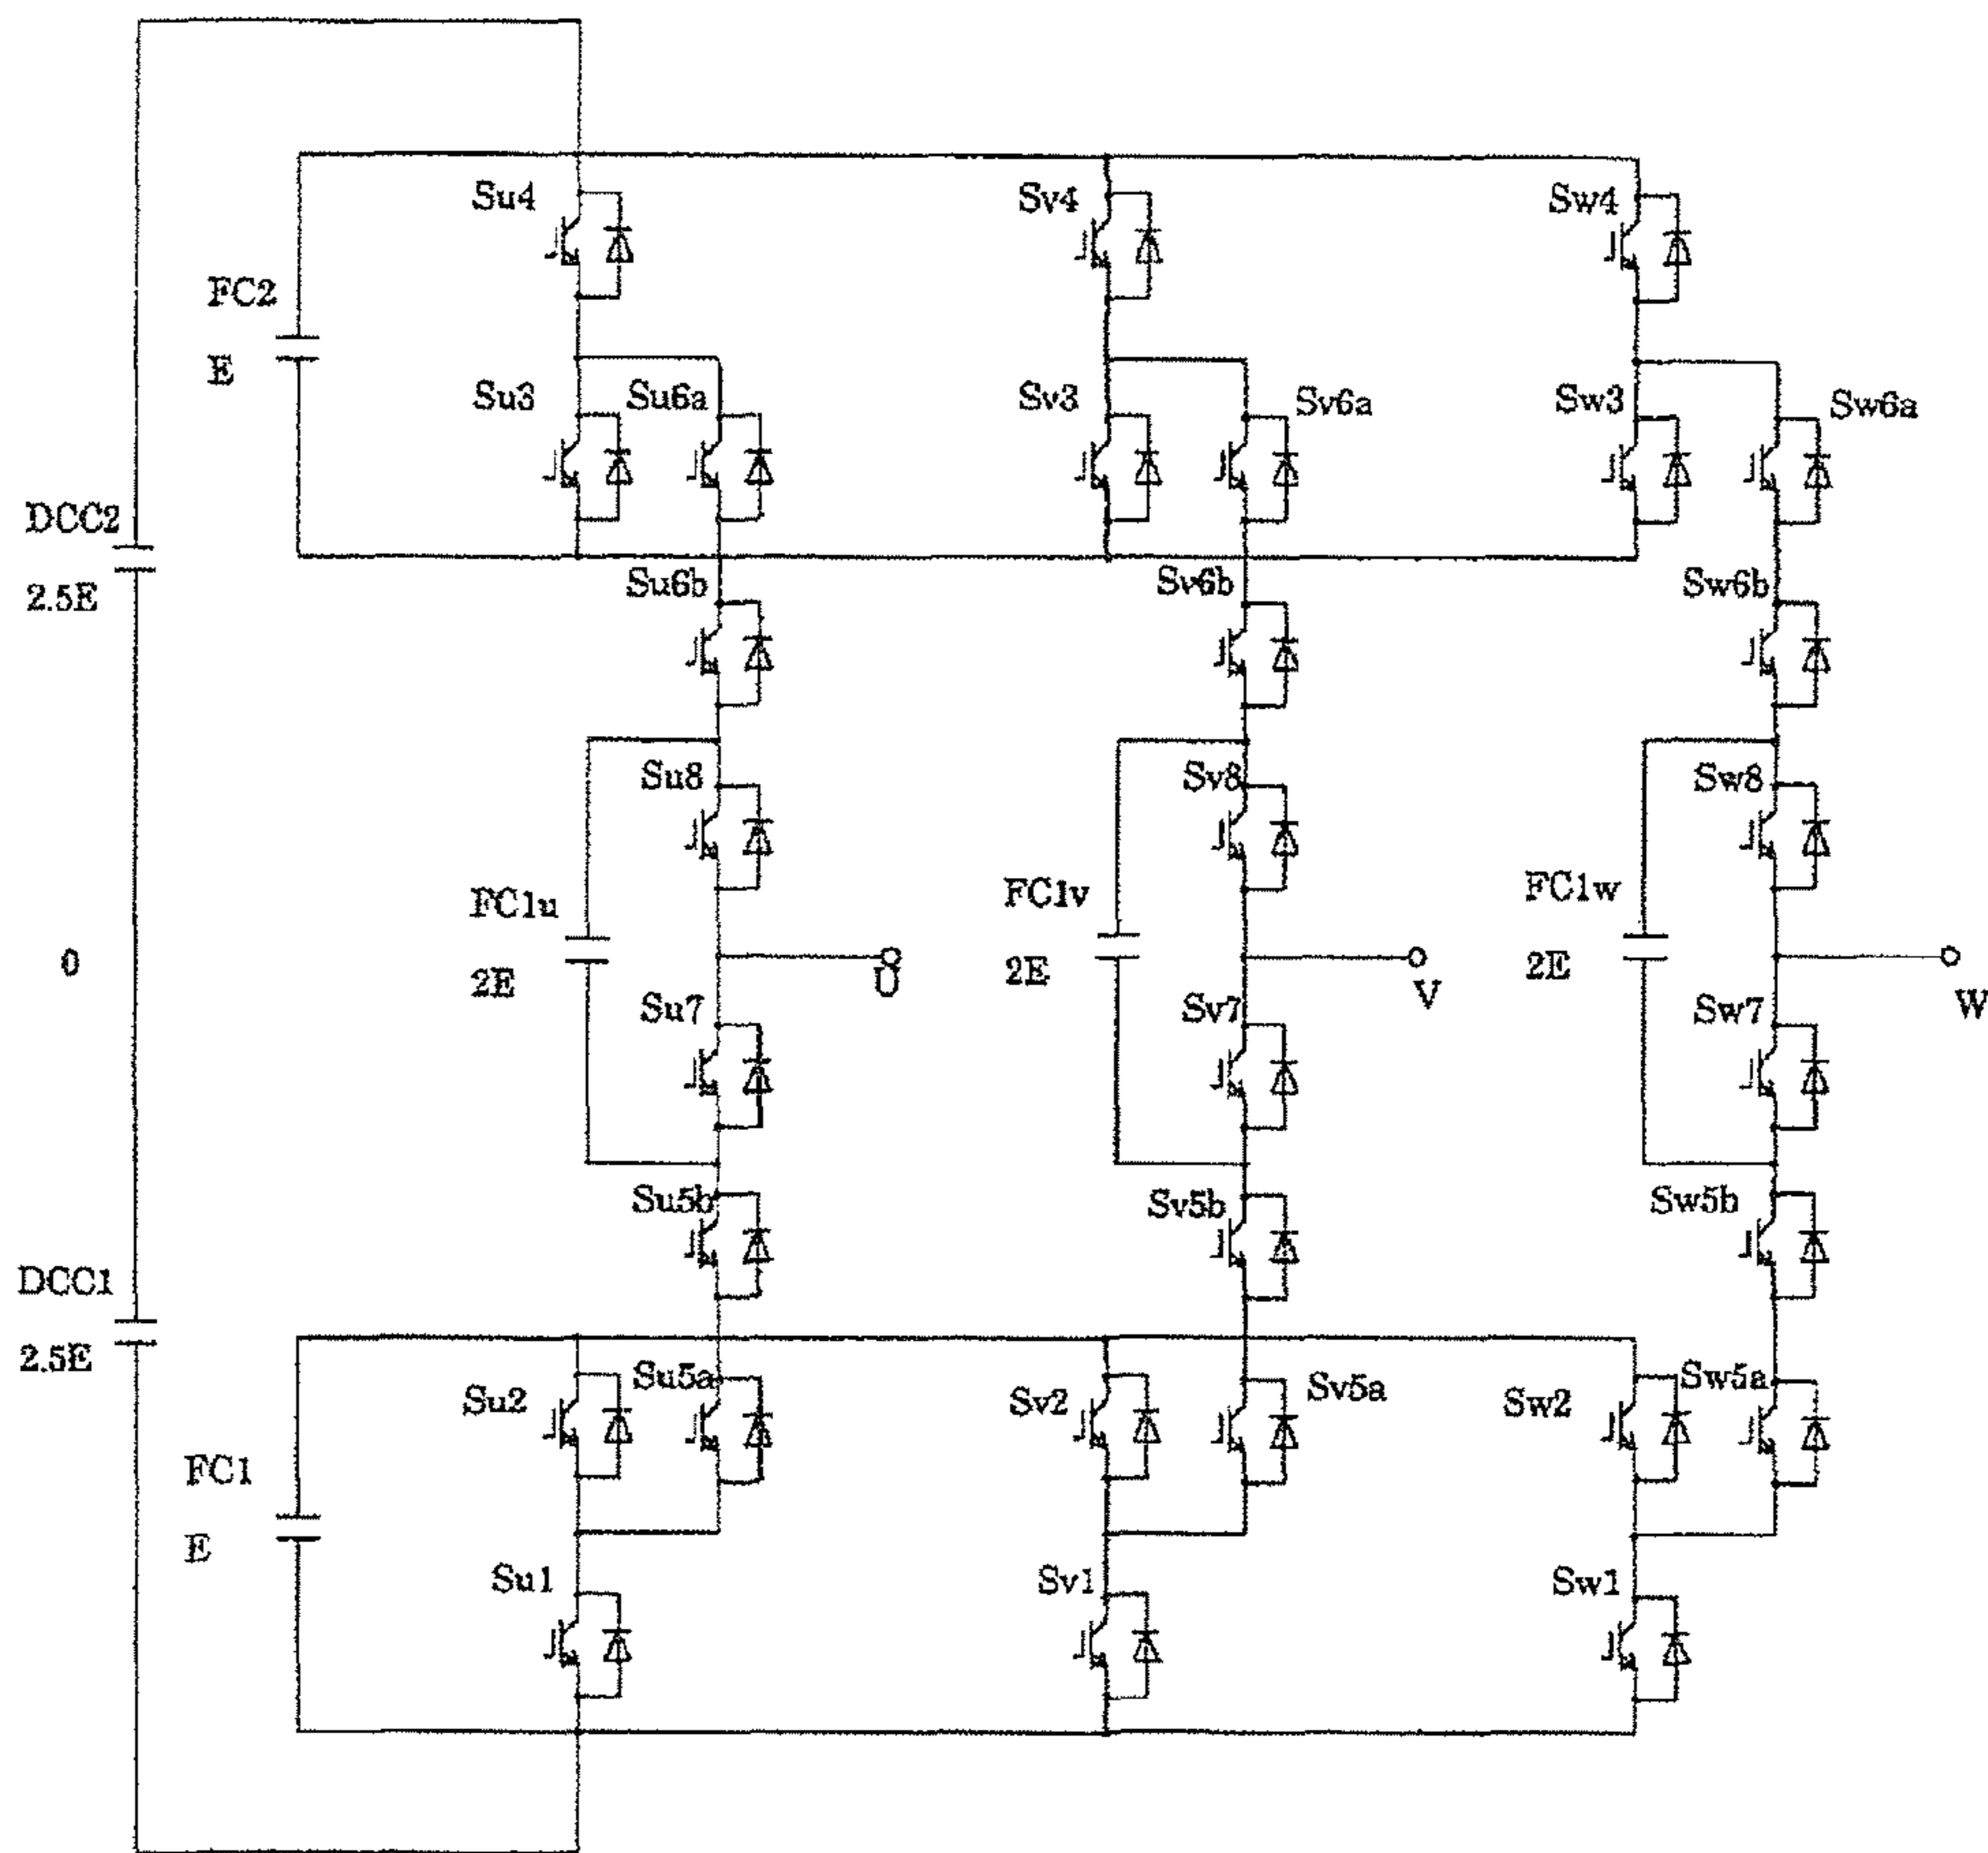 Su4
Sv4
Sw4
FC2
E
Su3
Su6a
Sv3
Sv6a
Sw3
Sw6a
DCC2
2.5E
Su6b
Sv6b
Sw6b
Su8
Sv8
Sw8
FC1u
2E
FC1v
2E
FC1w
2E
0
U
V
W
Su7
Sv7
Sw7
Su5b
Sv5b
Sw5b
DCC1
2.5E
Su2
Su5a
Sv2
Sv5a
Sw2
Sw5a
FC1
E
Su1
Sv1
Sw1